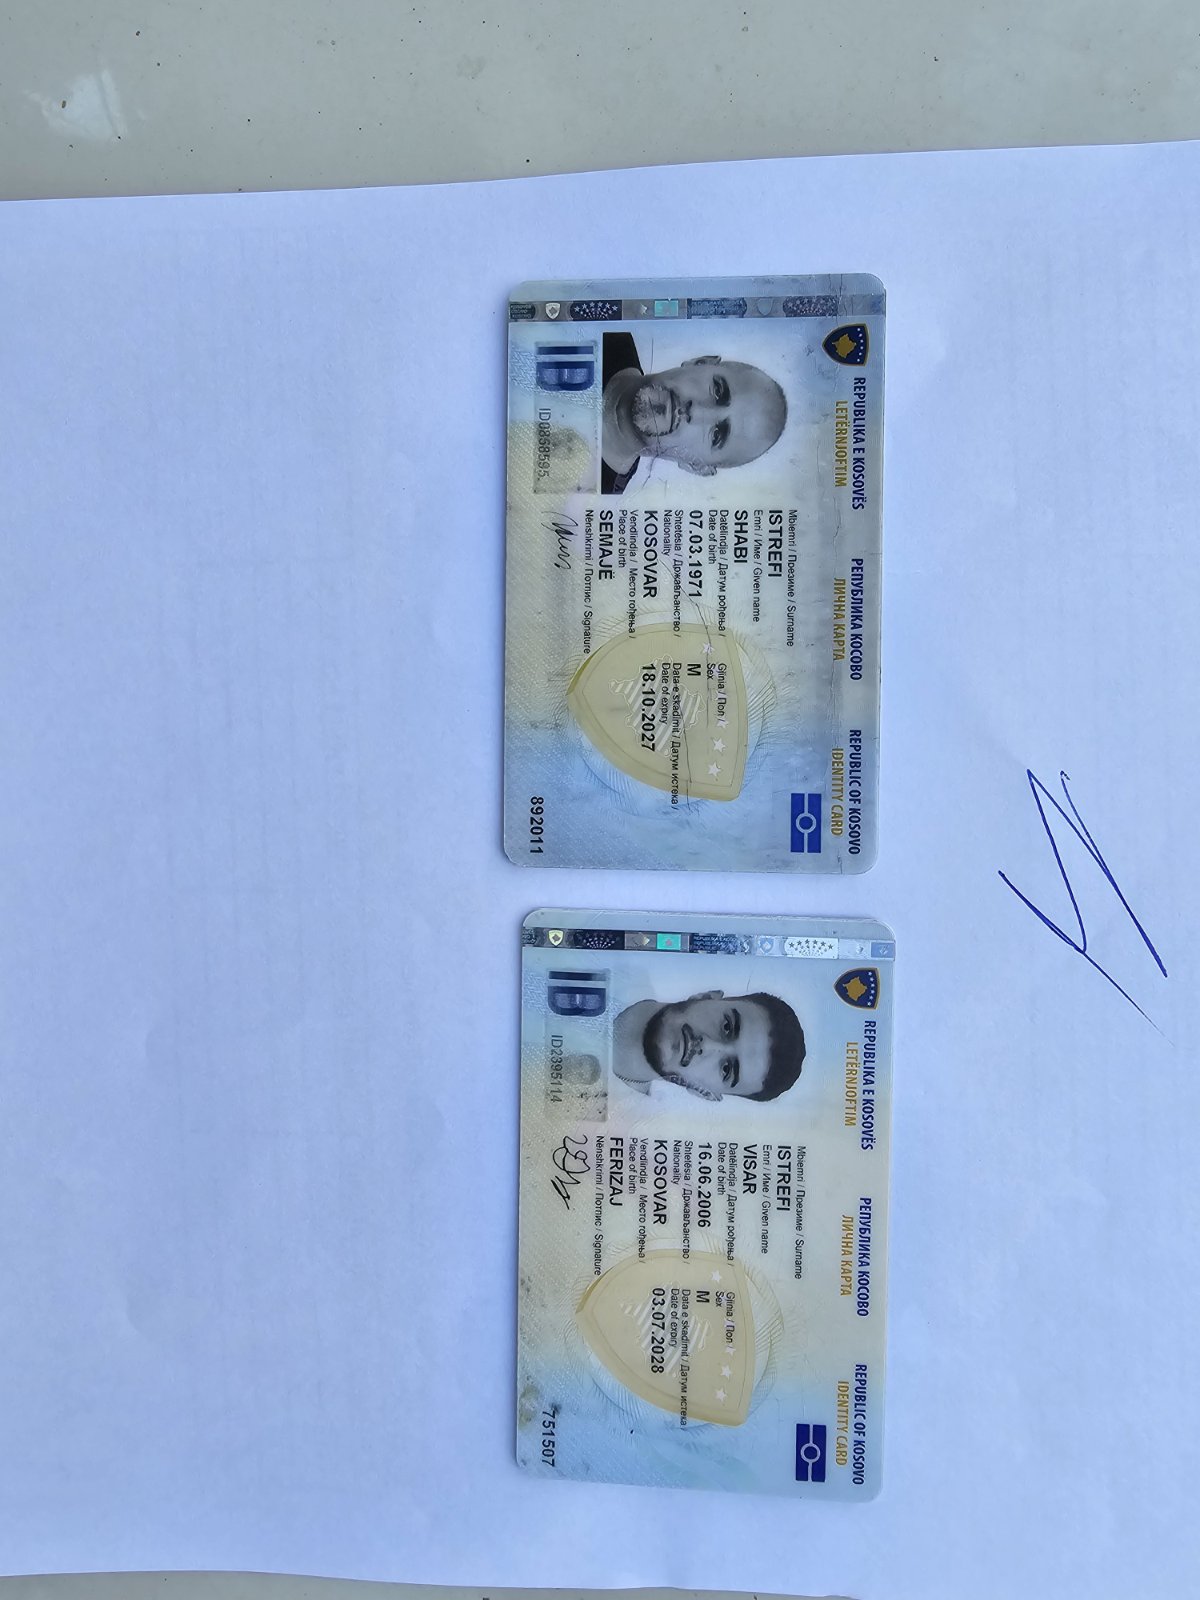 REPUBLIKA E KOSOVËS РЕПУБЛИКА КОСОВО REPUBLIC OF KOSOVO
LETËRNJOFTIM ЛИЧНА КАРТА IDENTITY CARD
Mbiemri / Презиме / Surname
ISTREFI
Emri / Име / Given name
SHABI
Datëlindja / Датум рођења / Gjinia / Пол /
Date of birth Sex
07.03.1971 M
Shtetësia / Држављанство / Data e skadimit / Датум истека /
Nationality Date of expiry
KOSOVAR 18.10.2027
Vendlindja / Место рођења /
Place of birth
SEMAJË
Nënshkrimi / Потпис / Signature
ID
ID0868595
892011
REPUBLIKA E KOSOVËS РЕПУБЛИКА КОСОВО REPUBLIC OF KOSOVO
LETËRNJOFTIM ЛИЧНА КАРТА IDENTITY CARD
Mbiemri / Презиме / Surname
ISTREFI
Emri / Име / Given name
VISAR
Datëlindja / Датум рођења / Gjinia / Пол /
Date of birth Sex
16.06.2006 M
Shtetësia / Држављанство / Data e skadimit / Датум истека /
Nationality Date of expiry
KOSOVAR 03.07.2028
Vendlindja / Место рођења /
Place of birth
FERIZAJ
Nënshkrimi / Потпис / Signature
ID
ID2395114
751507